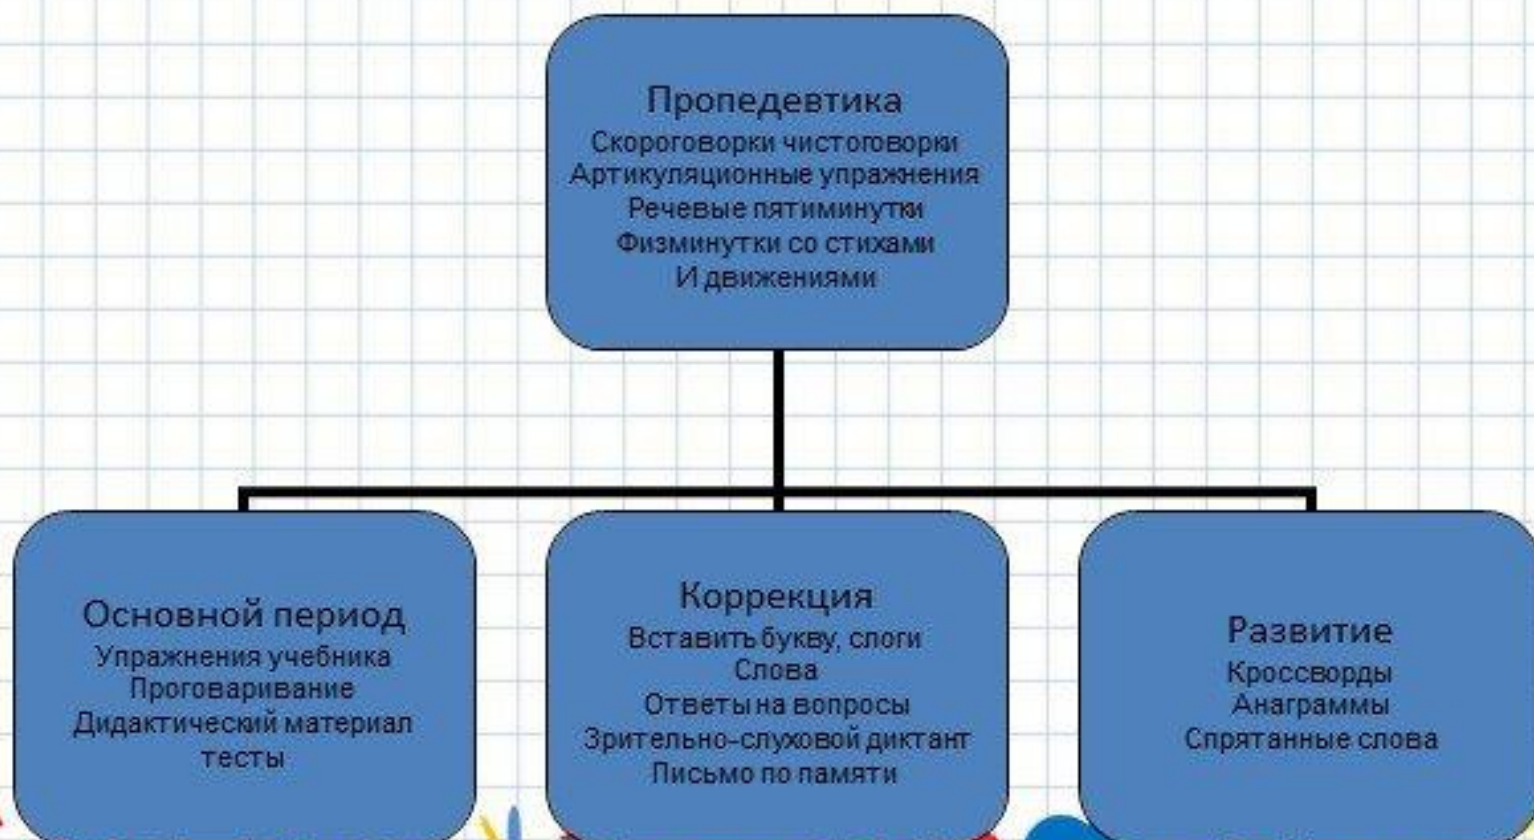 Пропедевтика
Скороговорки чистоговорки
Артикуляционные упражнения
Речевые пятиминутки
Физминутки со стихами
И движениями
Основной период
Упражнения учебника
Проговаривание
Дидактический материал
тесты
Коррекция
Вставить букву, слоги
Слова
Ответы на вопросы
Зрительно-слуховой диктант
Письмо по памяти
Развитие
Кроссворды
Анаграммы
Спрятанные слова